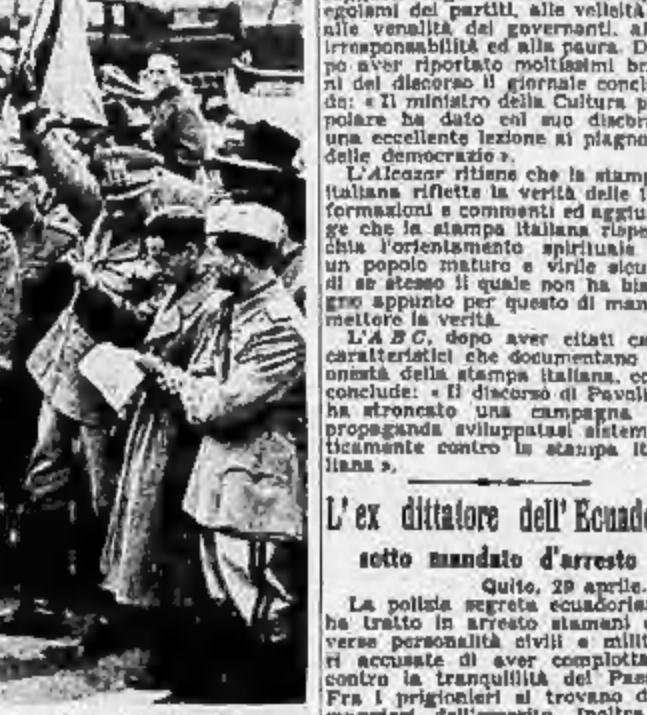 egoismi dei partiti, alle velleità
alle venalità dei governanti, al
irresponsabilità ed alla paura. D
po aver riportato moltissimi br
ni del discorso il giornale concl
de: « Il ministro della Cultura p
polare ha dato col suo discor
una eccellente lezione ai piagno
delle democrazie ».
L'Alcazar ritiene che la stamp
italiana riflette la verità delle i
formazioni e commenti ed aggiu
ge che la stampa italiana rispec
chia l'orientamento spirituale
un popolo maturo e virile sicu
di se stesso il quale non ha bis
gno appunto per questo di man
mettere la verità.
L'ABC, dopo aver citati ca
caratteristici che documentano
onestà della stampa italiana, co
conclude: « Il discorso di Pavoli
ha stroncato una campagna
propaganda sviluppatasi sistem
ticamente contro la stampa it
liana ».
L'ex dittatore dell'Ecuado
sotto mandato d'arresto
Quito, 29 aprile.
La polizia segreta ecuadoria
ha tratto in arresto stamani
verse personalità civili e milit
ri accusate di aver complotta
contro la tranquillità del Paes
Fra i prigionieri si trovano d